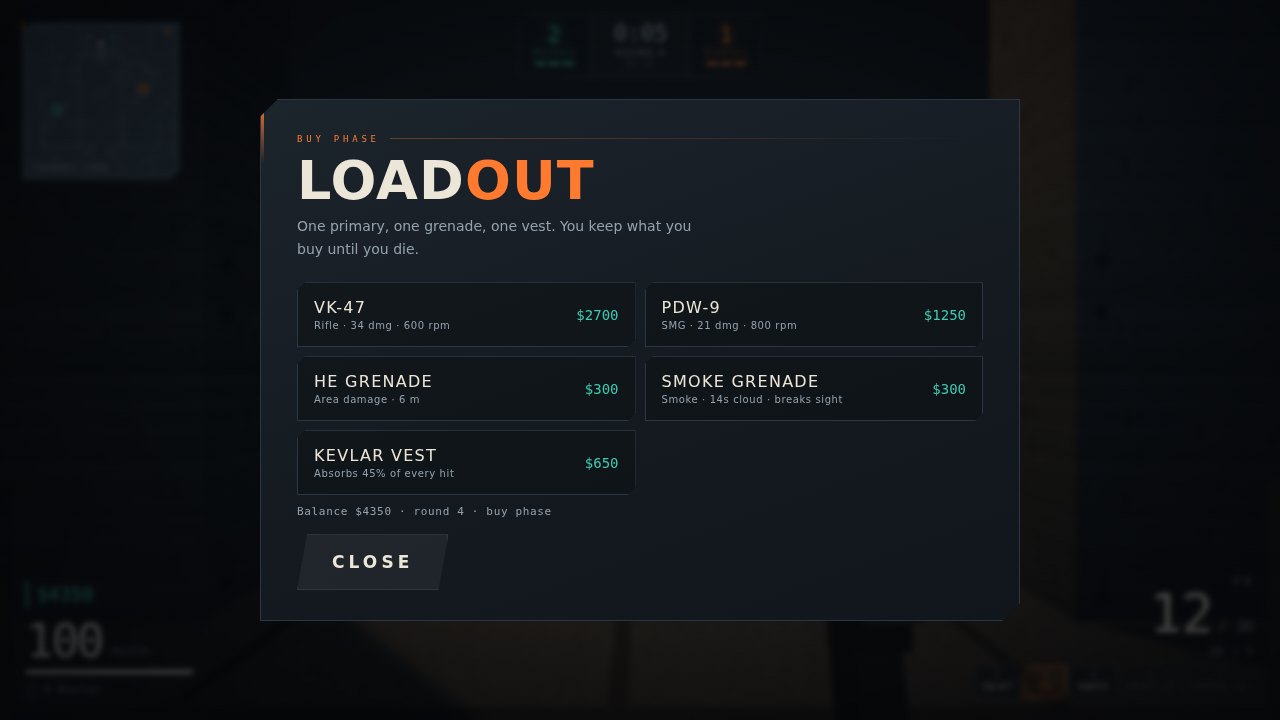 2
0:05
1
BUY PHASE
LOADOUT
One primary, one grenade, one vest. You keep what you
buy until you die.
VK-47
Rifle · 34 dmg · 600 rpm
$2700
PDW-9
SMG · 21 dmg · 800 rpm
$1250
HE GRENADE
Area damage · 6 m
$300
SMOKE GRENADE
Smoke · 14s cloud · breaks sight
$300
KEVLAR VEST
Absorbs 45% of every hit
$650
Balance $4350 · round 4 · buy phase
CLOSE
$4350
100
12